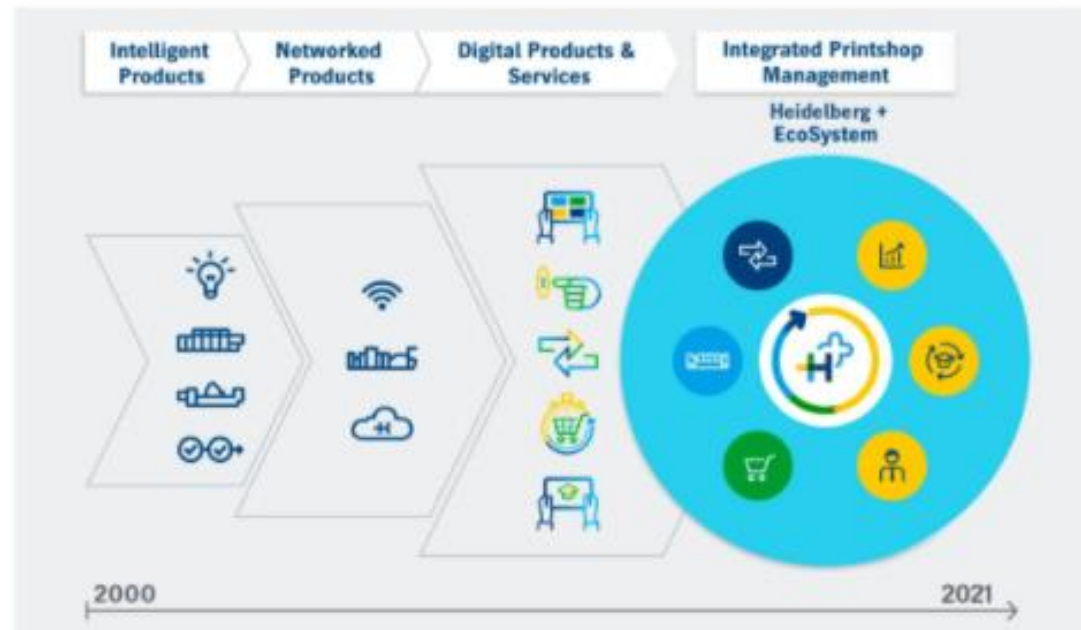 Intelligent
Products
Networked
Products
Digital Products &
Services
Integrated Printshop
Management
Heidelberg +
EcoSystem
H
H
2000
2021